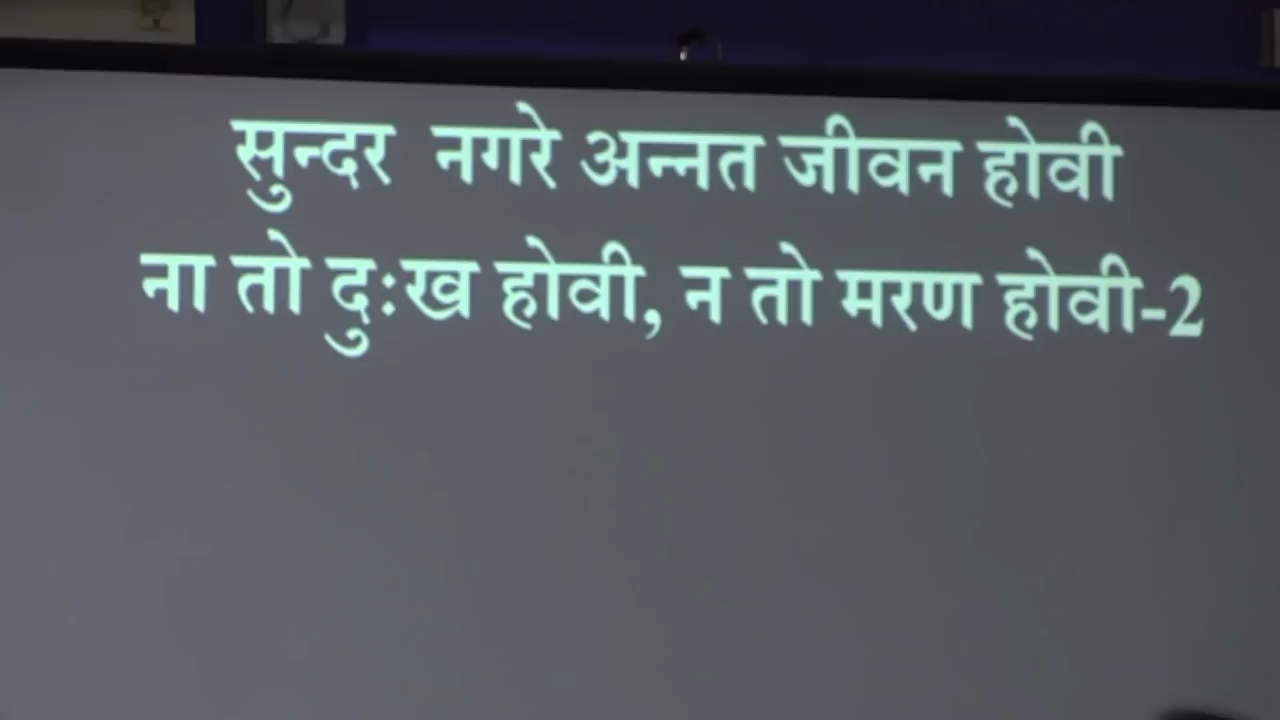 सुन्दर नगरे अन्नत जीवन होवी
ना तो दुःख होवी, न तो मरण होवी-2